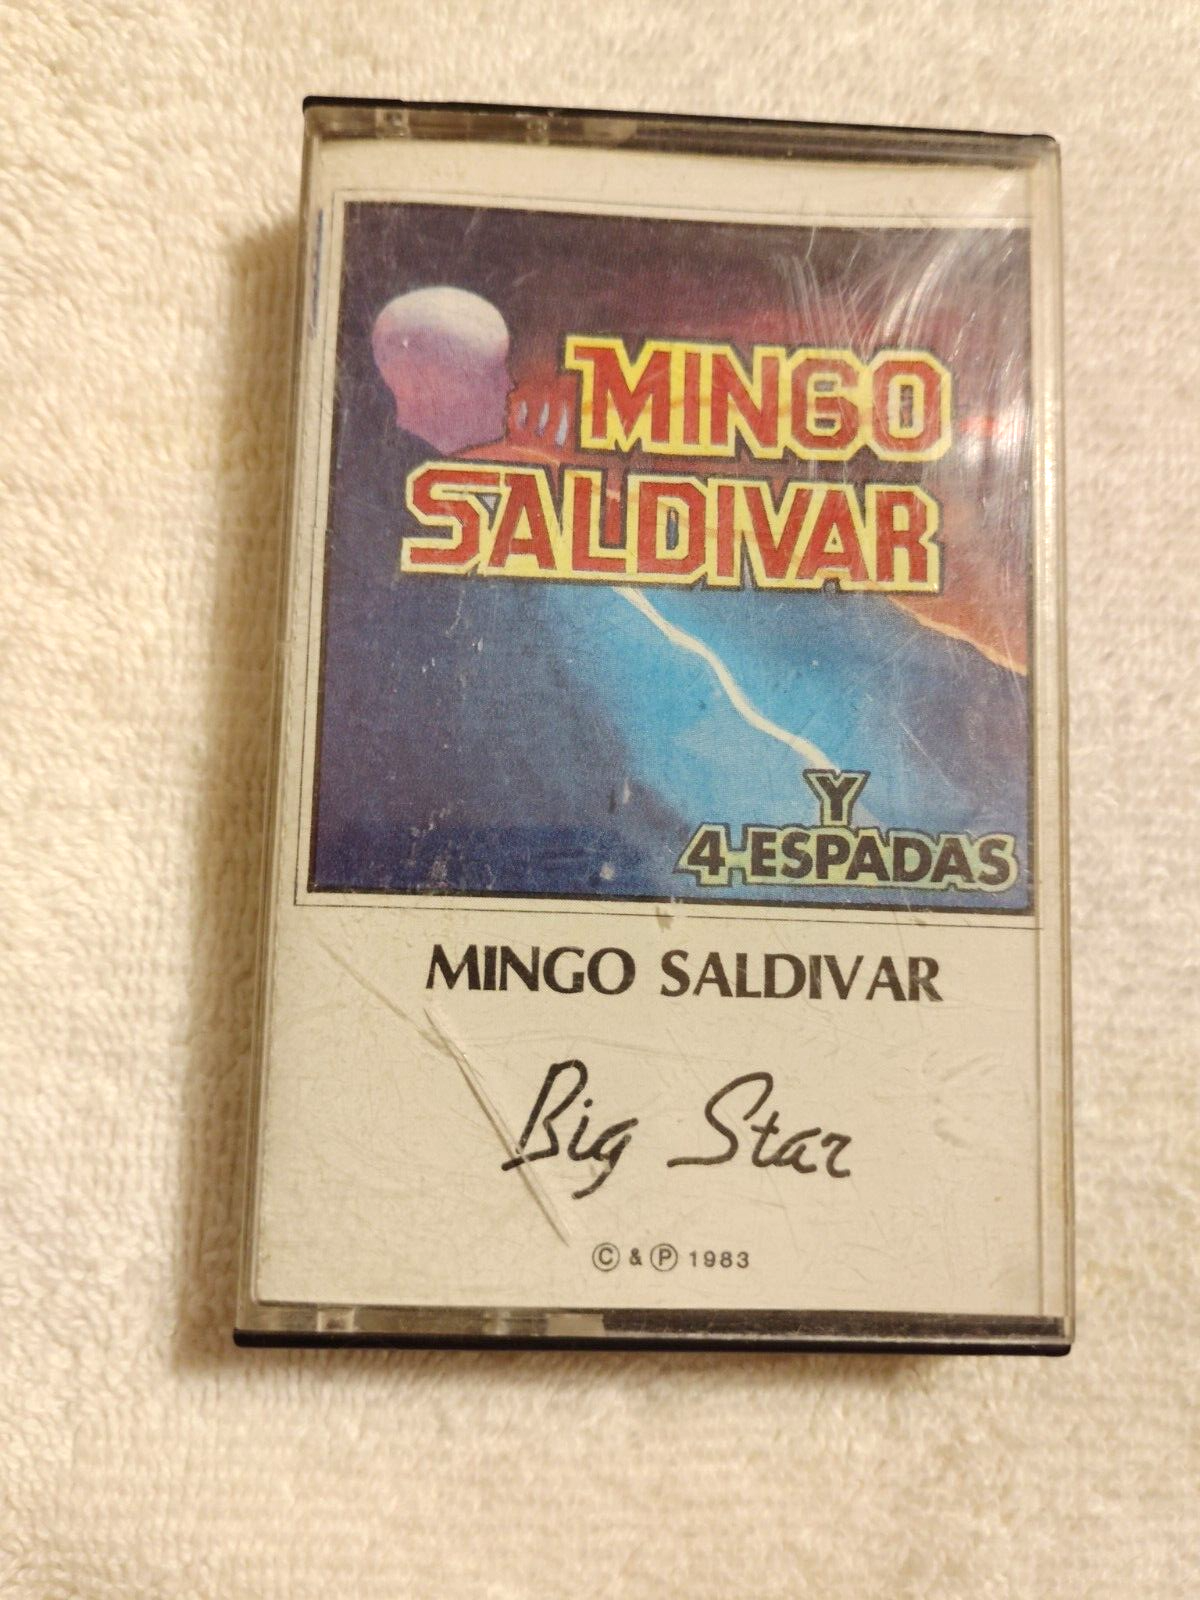 MINGO
SALDIVAR
Y
4 ESPADAS
MINGO SALDIVAR
Big Star
© & ℗ 1983